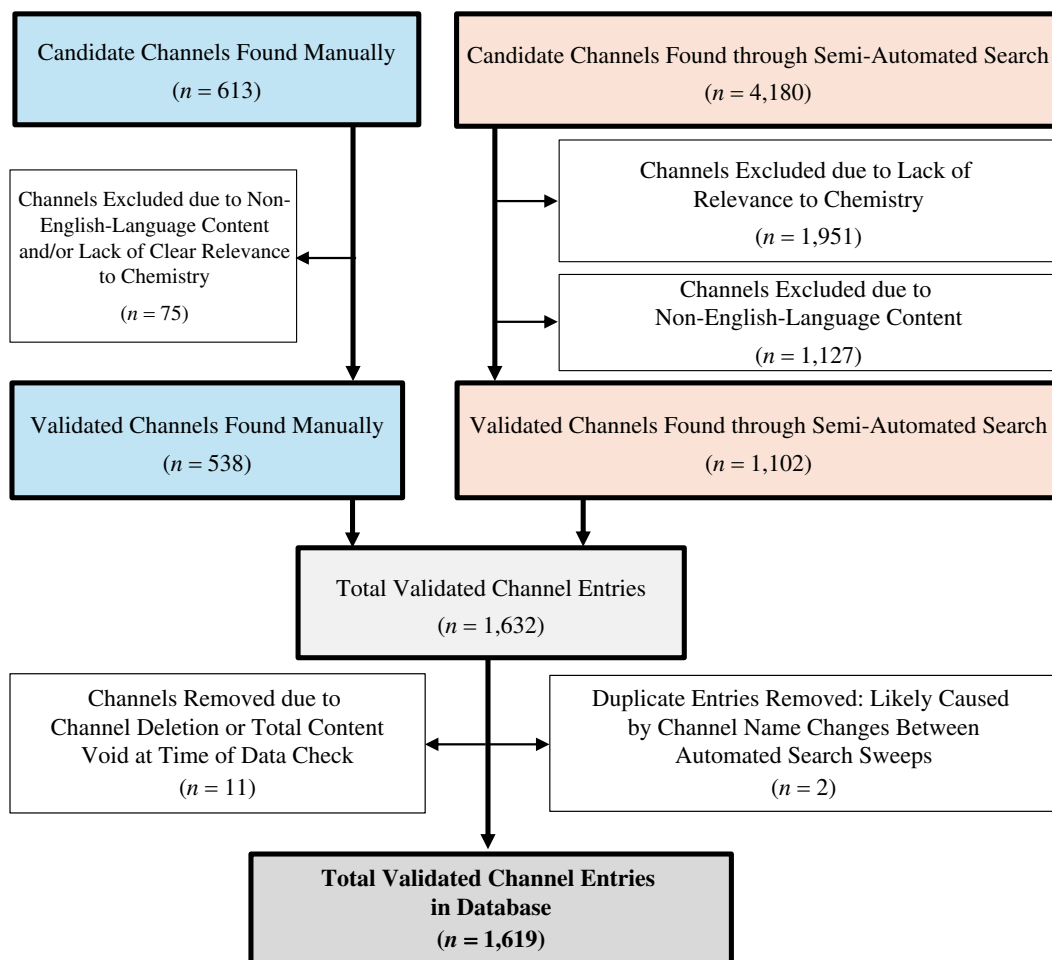 Candidate Channels Found Manually
(n = 613)
Candidate Channels Found through Semi-Automated Search
(n = 4,180)
Channels Excluded due to Non-
English-Language Content
and/or Lack of Clear Relevance
to Chemistry
(n = 75)
Channels Excluded due to Lack of
Relevance to Chemistry
(n = 1,951)
Channels Excluded due to
Non-English-Language Content
(n = 1,127)
Validated Channels Found Manually
(n = 538)
Validated Channels Found through Semi-Automated Search
(n = 1,102)
Total Validated Channel Entries
(n = 1,632)
Channels Removed due to
Channel Deletion or Total Content
Void at Time of Data Check
(n = 11)
Duplicate Entries Removed: Likely Caused
by Channel Name Changes Between
Automated Search Sweeps
(n = 2)
Total Validated Channel Entries
in Database
(n = 1,619)